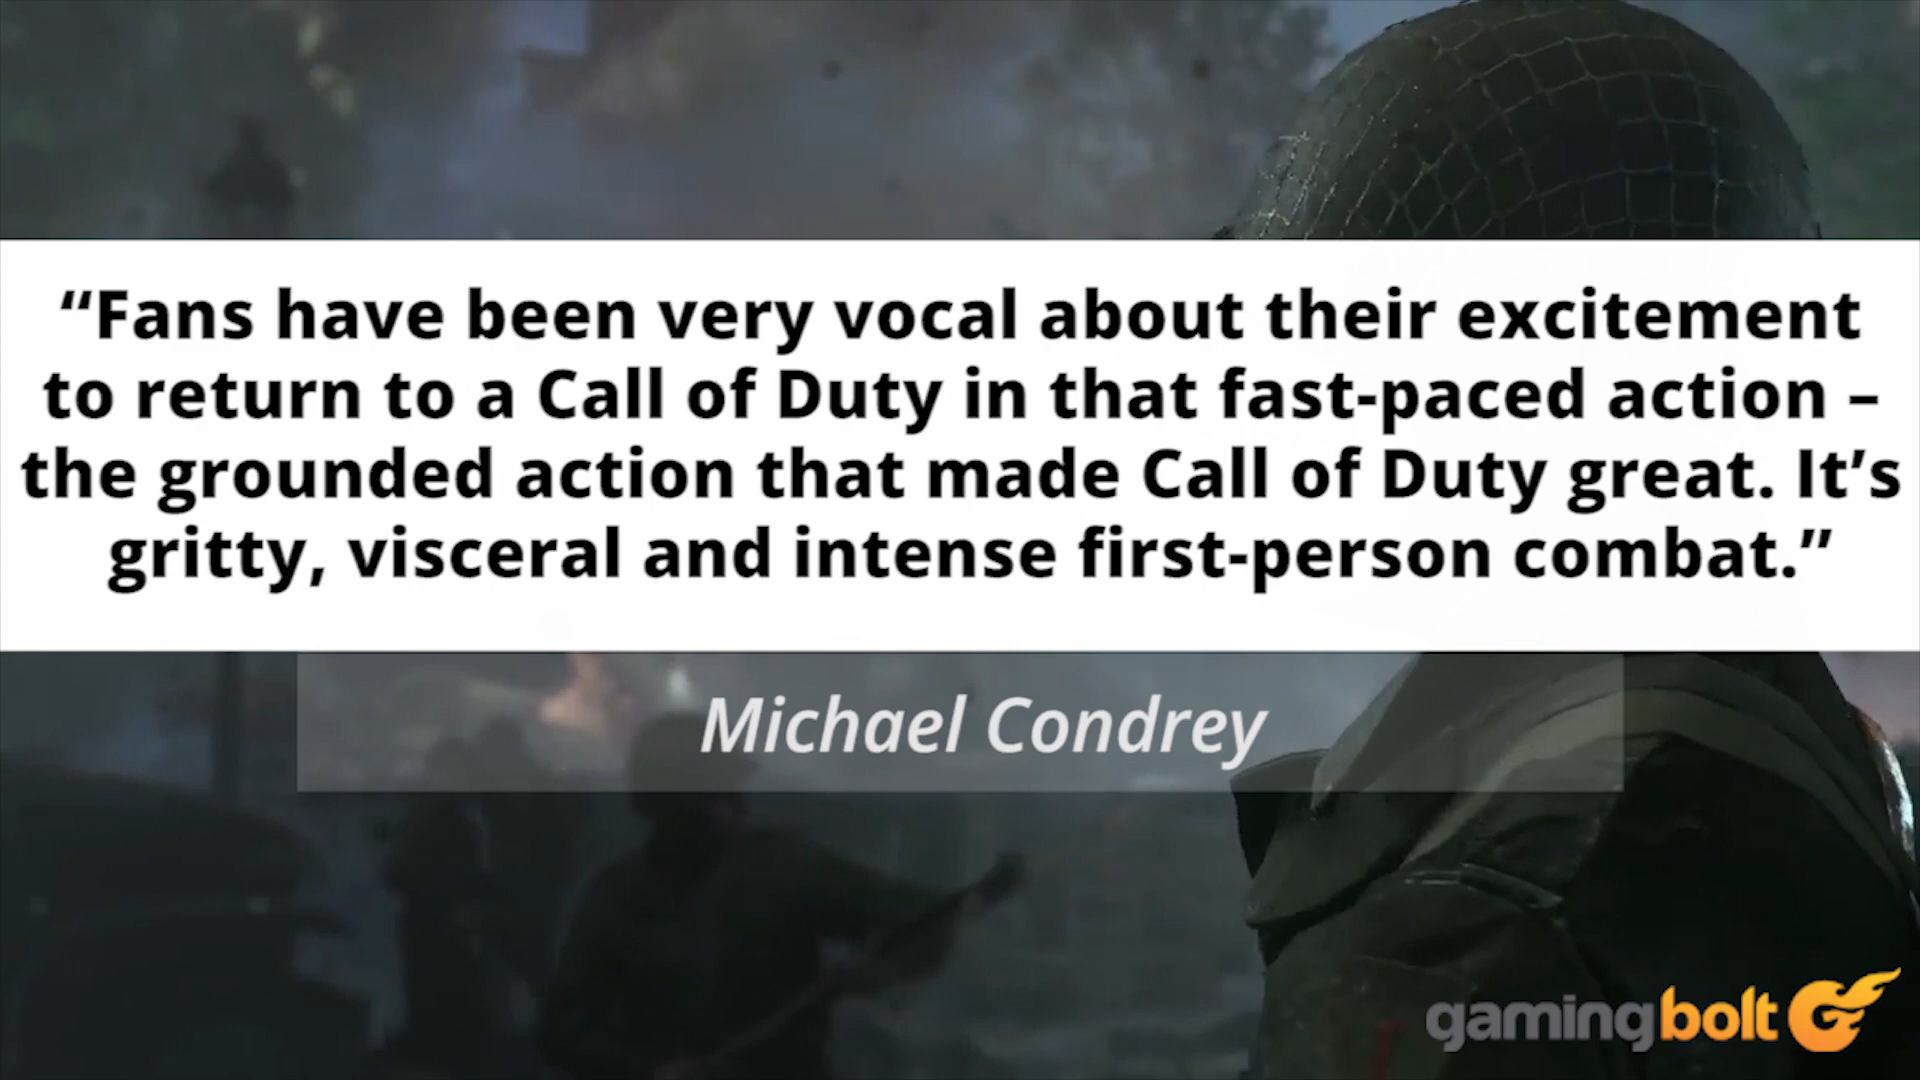 “Fans have been very vocal about their excitement
to return to a Call of Duty in that fast-paced action –
the grounded action that made Call of Duty great. It’s
gritty, visceral and intense first-person combat.”
Michael Condrey
gamingbolt